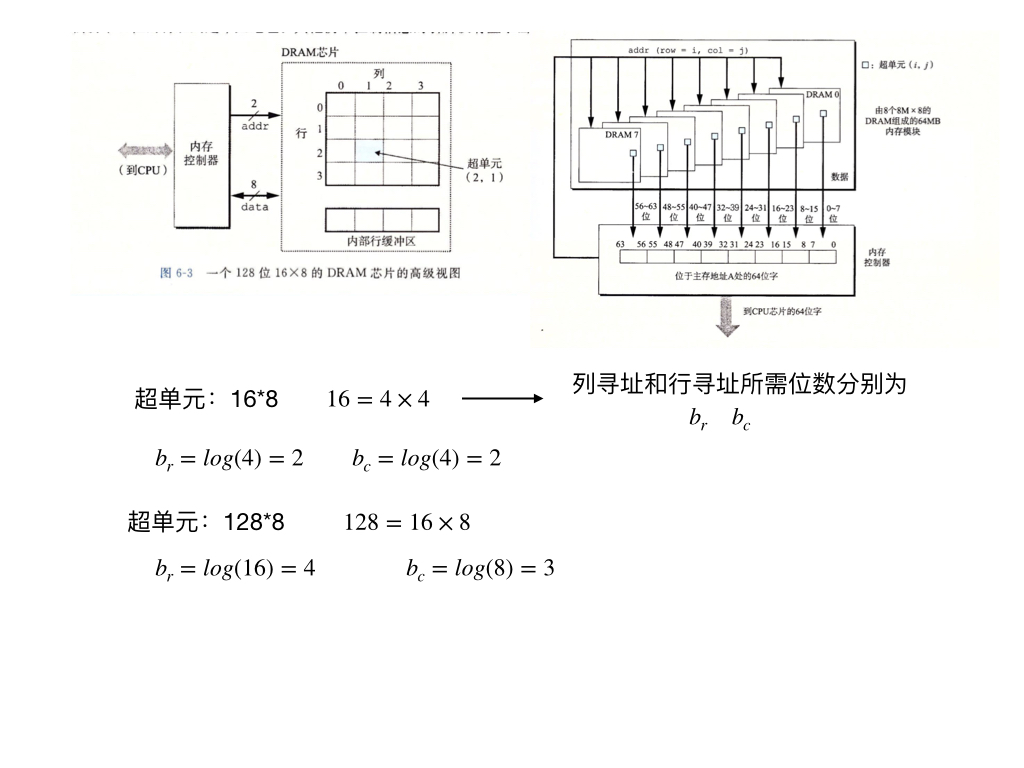 DRAM芯片
列
0 1 2 3
行
0
1
2
3
2
addr
内存
控制器
(到CPU)
8
data
超单元
(2, 1)
内部行缓冲区
图 6-3 一个 128 位 16×8 的 DRAM 芯片的高级视图
addr (row = i, col = j)
□: 超单元 (i, j)
DRAM 0
由8个8M×8的
DRAM组成的64MB
内存模块
DRAM 7
数据
56~63 48~55 40~47 32~39 24~31 16~23 8~15 0~7
位 位 位 位 位 位 位 位
63 56 55 48 47 40 39 32 31 24 23 16 15 8 7 0
内存
控制器
位于主存地址A处的64位字
到CPU芯片的64位字
超单元：16*8 16 = 4 × 4
列寻址和行寻址所需位数分别为
b_r b_c
b_r = log(4) = 2 b_c = log(4) = 2
超单元：128*8 128 = 16 × 8
b_r = log(16) = 4 b_c = log(8) = 3